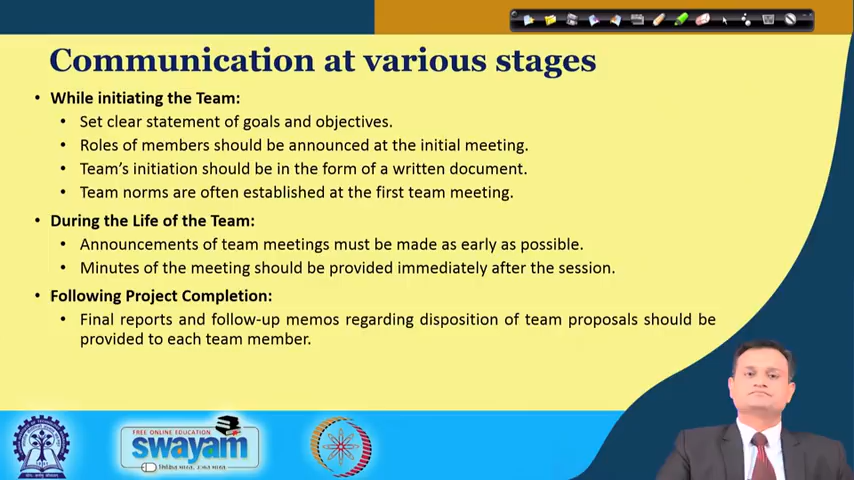 Communication at various stages
• While initiating the Team:
• Set clear statement of goals and objectives.
• Roles of members should be announced at the initial meeting.
• Team's initiation should be in the form of a written document.
• Team norms are often established at the first team meeting.
• During the Life of the Team:
• Announcements of team meetings must be made as early as possible.
• Minutes of the meeting should be provided immediately after the session.
• Following Project Completion:
• Final reports and follow-up memos regarding disposition of team proposals should be
provided to each team member.
FREE ONLINE EDUCATION
swayam
शिक्षित भारत, उन्नत भारत